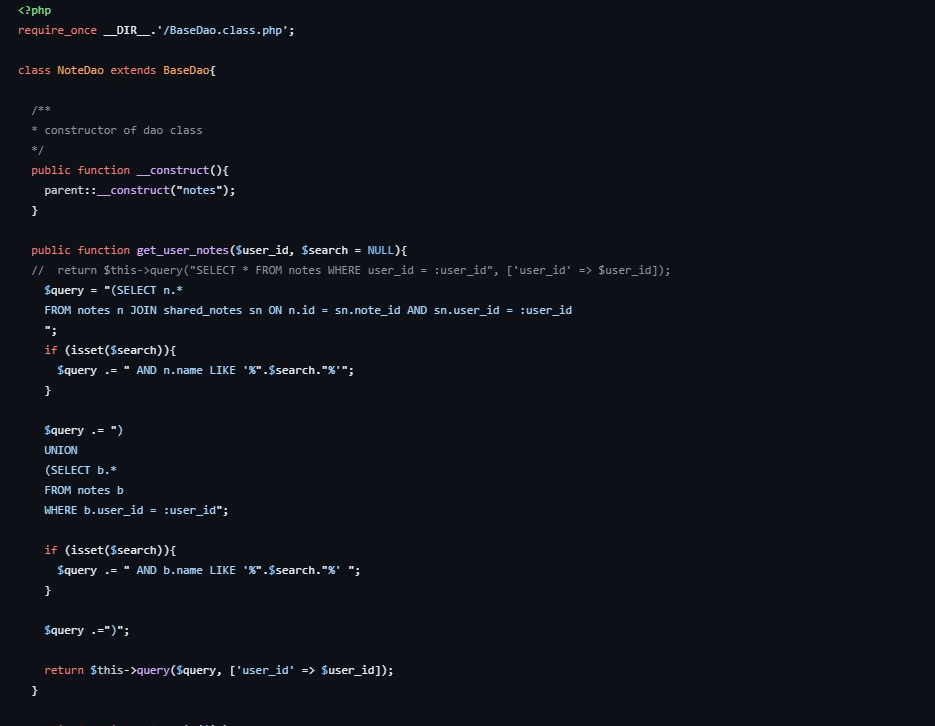 <?php
require_once __DIR__.'/BaseDao.class.php';
class NoteDao extends BaseDao{
/**
* constructor of dao class
*/
public function __construct(){
parent::__construct("notes");
}
public function get_user_notes($user_id, $search = NULL){
//  return $this->query("SELECT * FROM notes WHERE user_id = :user_id", ['user_id' => $user_id]);
$query = "(SELECT n.*
FROM notes n JOIN shared_notes sn ON n.id = sn.note_id AND sn.user_id = :user_id
";
if (isset($search)){
$query .= " AND n.name LIKE '%".$search."%'";
}
$query .= ")
UNION
(SELECT b.*
FROM notes b
WHERE b.user_id = :user_id";
if (isset($search)){
$query .= " AND b.name LIKE '%".$search."%' ";
}
$query .=")";
return $this->query($query, ['user_id' => $user_id]);
}